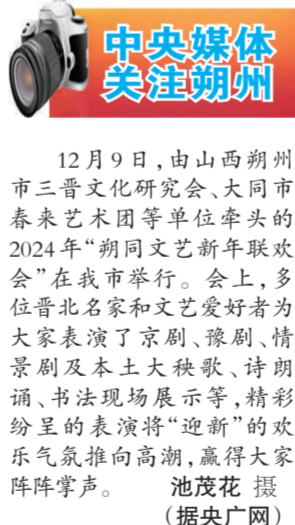 中央媒体
关注朔州
12月9日,由山西朔州
市三晋文化研究会、大同市
春来艺术团等单位牵头的
2024年“朔同文艺新年联欢
会”在我市举行。会上,多
位晋北名家和文艺爱好者为
大家表演了京剧、豫剧、情
景剧及本土大秧歌、诗朗
诵、书法现场展示等,精彩
纷呈的表演将“迎新”的欢
乐气氛推向高潮,赢得大家
阵阵掌声。 池茂花 摄
(据央广网)